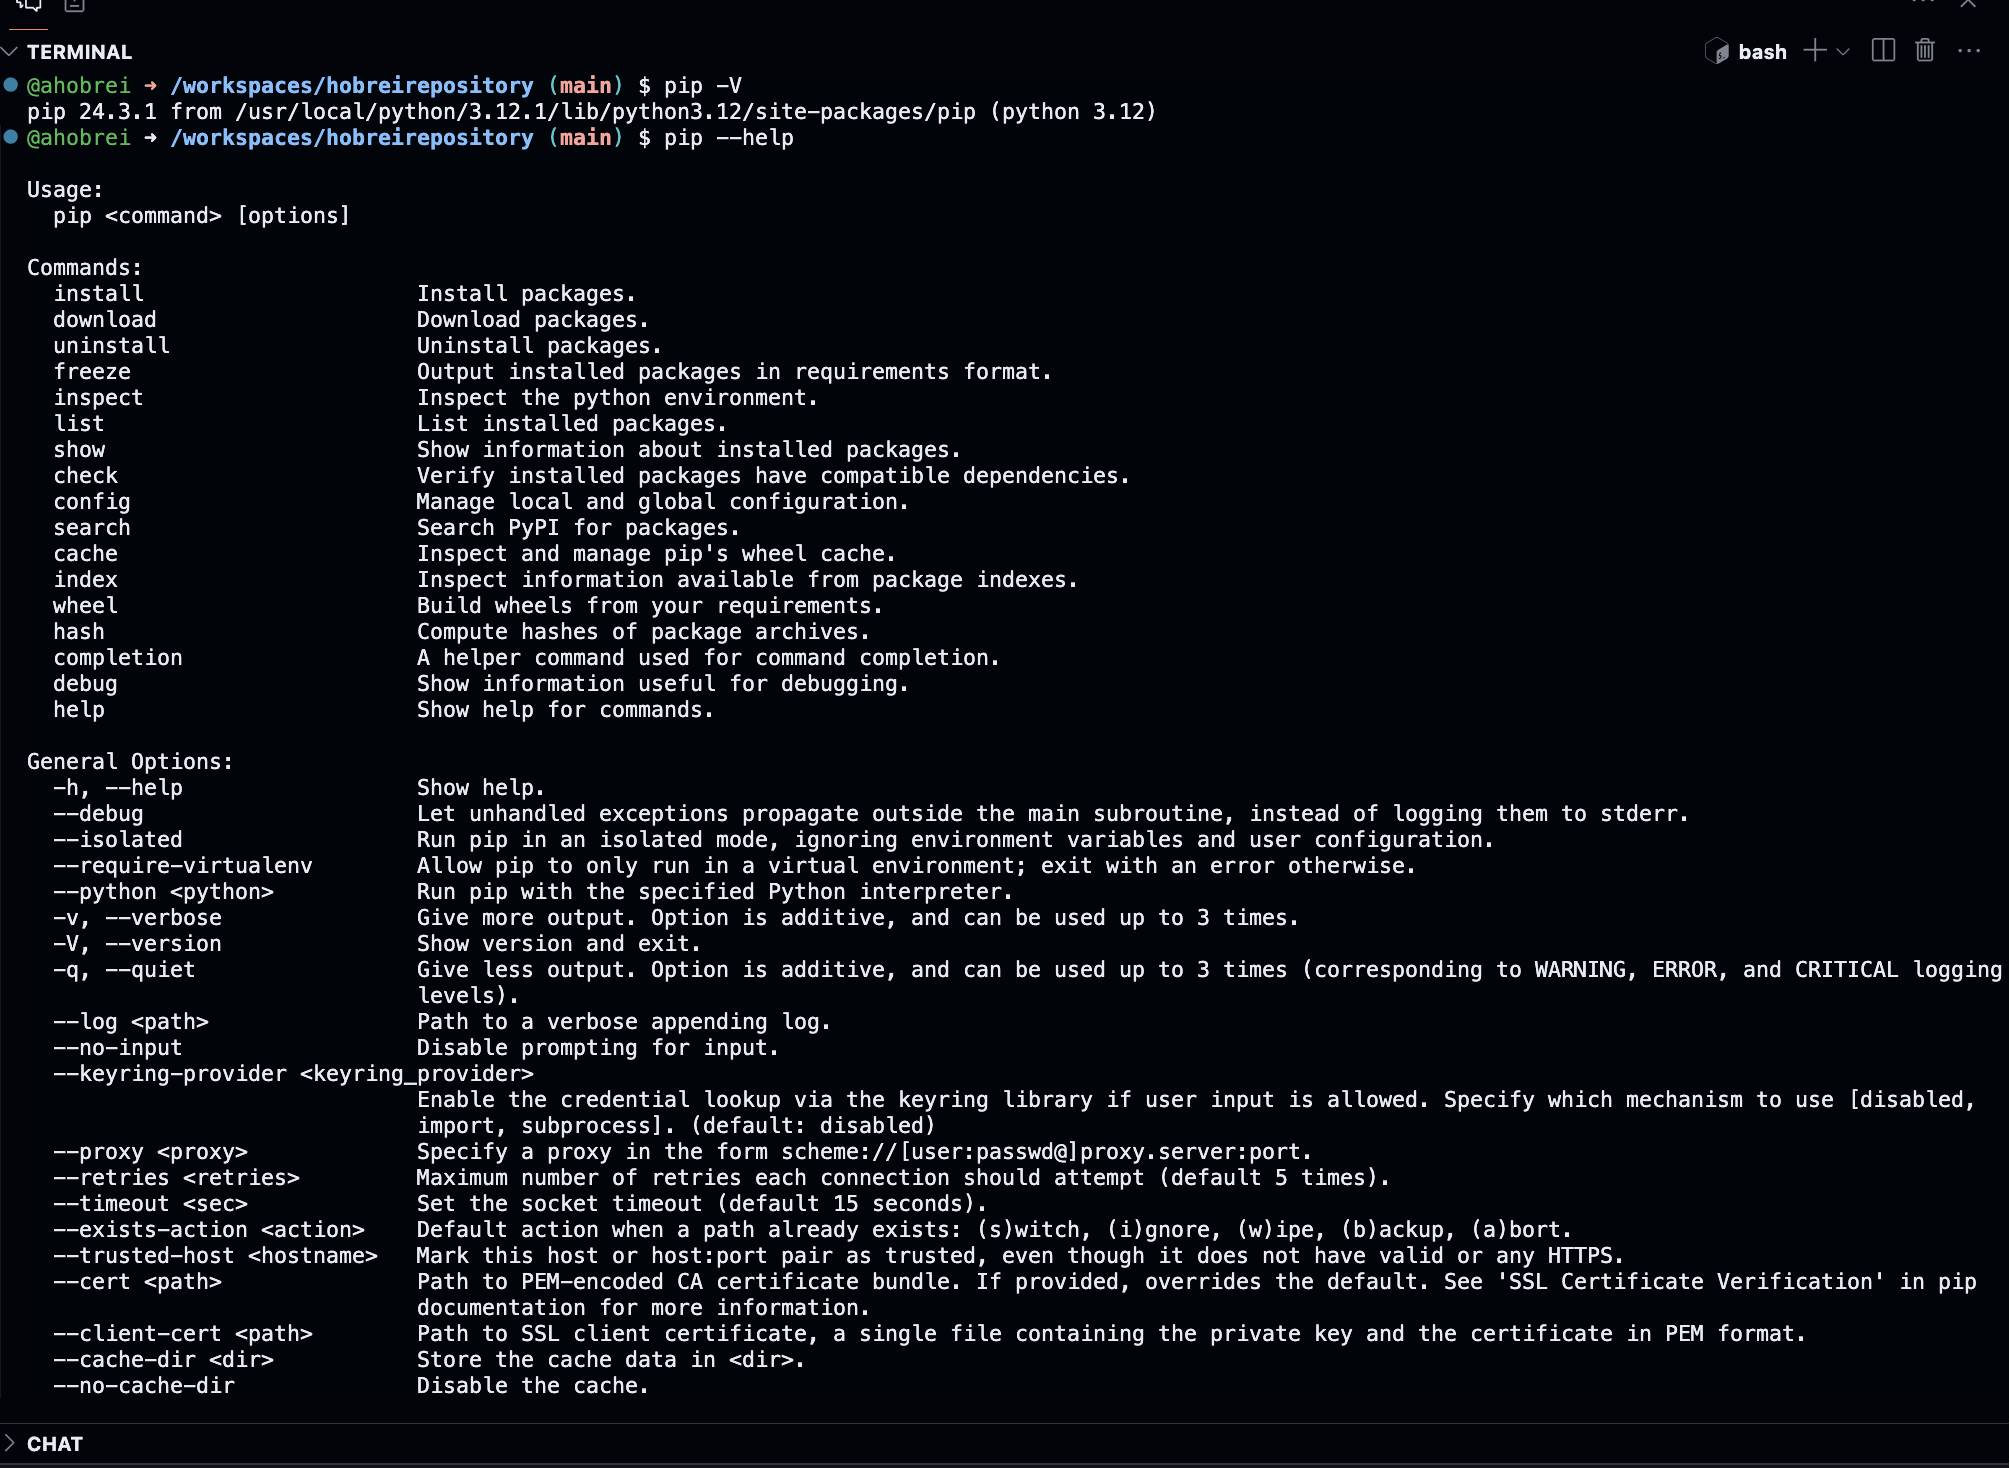 TERMINAL
bash
@ahobrei ➜ /workspaces/hobreirepository (main) $ pip -V
pip 24.3.1 from /usr/local/python/3.12.1/lib/python3.12/site-packages/pip (python 3.12)
@ahobrei ➜ /workspaces/hobreirepository (main) $ pip --help
Usage:
pip <command> [options]
Commands:
install Install packages.
download Download packages.
uninstall Uninstall packages.
freeze Output installed packages in requirements format.
inspect Inspect the python environment.
list List installed packages.
show Show information about installed packages.
check Verify installed packages have compatible dependencies.
config Manage local and global configuration.
search Search PyPI for packages.
cache Inspect and manage pip's wheel cache.
index Inspect information available from package indexes.
wheel Build wheels from your requirements.
hash Compute hashes of package archives.
completion A helper command used for command completion.
debug Show information useful for debugging.
help Show help for commands.
General Options:
-h, --help Show help.
--debug Let unhandled exceptions propagate outside the main subroutine, instead of logging them to stderr.
--isolated Run pip in an isolated mode, ignoring environment variables and user configuration.
--require-virtualenv Allow pip to only run in a virtual environment; exit with an error otherwise.
--python <python> Run pip with the specified Python interpreter.
-v, --verbose Give more output. Option is additive, and can be used up to 3 times.
-V, --version Show version and exit.
-q, --quiet Give less output. Option is additive, and can be used up to 3 times (corresponding to WARNING, ERROR, and CRITICAL logging
levels).
--log <path> Path to a verbose appending log.
--no-input Disable prompting for input.
--keyring-provider <keyring_provider>
Enable the credential lookup via the keyring library if user input is allowed. Specify which mechanism to use [disabled,
import, subprocess]. (default: disabled)
--proxy <proxy> Specify a proxy in the form scheme://[user:passwd@]proxy.server:port.
--retries <retries> Maximum number of retries each connection should attempt (default 5 times).
--timeout <sec> Set the socket timeout (default 15 seconds).
--exists-action <action> Default action when a path already exists: (s)witch, (i)gnore, (w)ipe, (b)ackup, (a)bort.
--trusted-host <hostname> Mark this host or host:port pair as trusted, even though it does not have valid or any HTTPS.
--cert <path> Path to PEM-encoded CA certificate bundle. If provided, overrides the default. See 'SSL Certificate Verification' in pip
documentation for more information.
--client-cert <path> Path to SSL client certificate, a single file containing the private key and the certificate in PEM format.
--cache-dir <dir> Store the cache data in <dir>.
--no-cache-dir Disable the cache.
CHAT